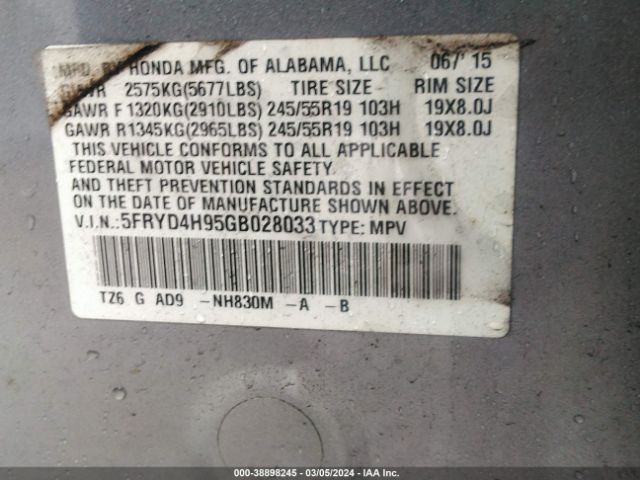 MFD. BY HONDA MFG. OF ALABAMA, LLC 06/'15
GVWR 2575KG(5677LBS) TIRE SIZE RIM SIZE
GAWR F 1320KG(2910LBS) 245/55R19 103H 19X8.0J
GAWR R1345KG(2965LBS) 245/55R19 103H 19X8.0J
THIS VEHICLE CONFORMS TO ALL APPLICABLE
FEDERAL MOTOR VEHICLE SAFETY
AND THEFT PREVENTION STANDARDS IN EFFECT
ON THE DATE OF MANUFACTURE SHOWN ABOVE.
V.I.N.:5FRYD4H95GB028033 TYPE: MPV
TZ6 G AD9 -NH830M -A -B
© - 38898245 - 03/05/2024 - IAA Inc.